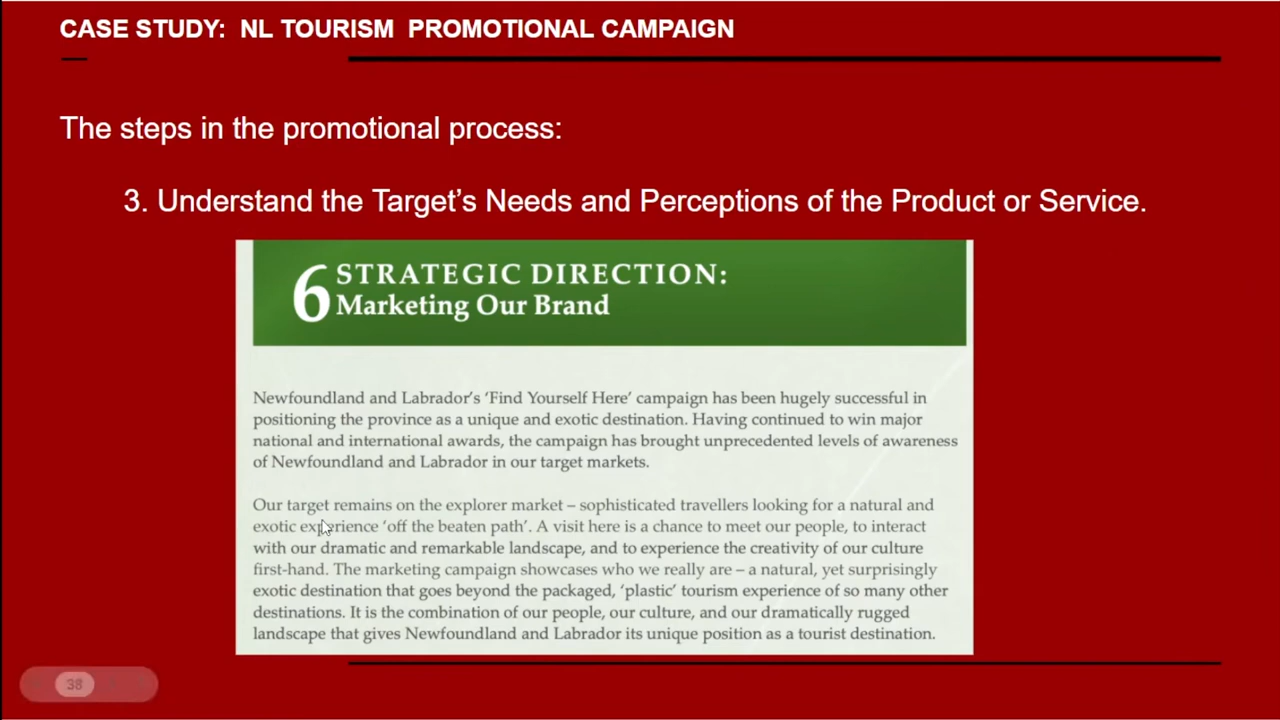 CASE STUDY: NL TOURISM PROMOTIONAL CAMPAIGN
The steps in the promotional process:
3. Understand the Target’s Needs and Perceptions of the Product or Service.
6 STRATEGIC DIRECTION:
Marketing Our Brand
Newfoundland and Labrador’s ‘Find Yourself Here’ campaign has been hugely successful in
positioning the province as a unique and exotic destination. Having continued to win major
national and international awards, the campaign has brought unprecedented levels of awareness
of Newfoundland and Labrador in our target markets.
Our target remains on the explorer market – sophisticated travellers looking for a natural and
exotic experience ‘off the beaten path’. A visit here is a chance to meet our people, to interact
with our dramatic and remarkable landscape, and to experience the creativity of our culture
first-hand. The marketing campaign showcases who we really are – a natural, yet surprisingly
exotic destination that goes beyond the packaged, ‘plastic’ tourism experience of so many other
destinations. It is the combination of our people, our culture, and our dramatically rugged
landscape that gives Newfoundland and Labrador its unique position as a tourist destination.
38